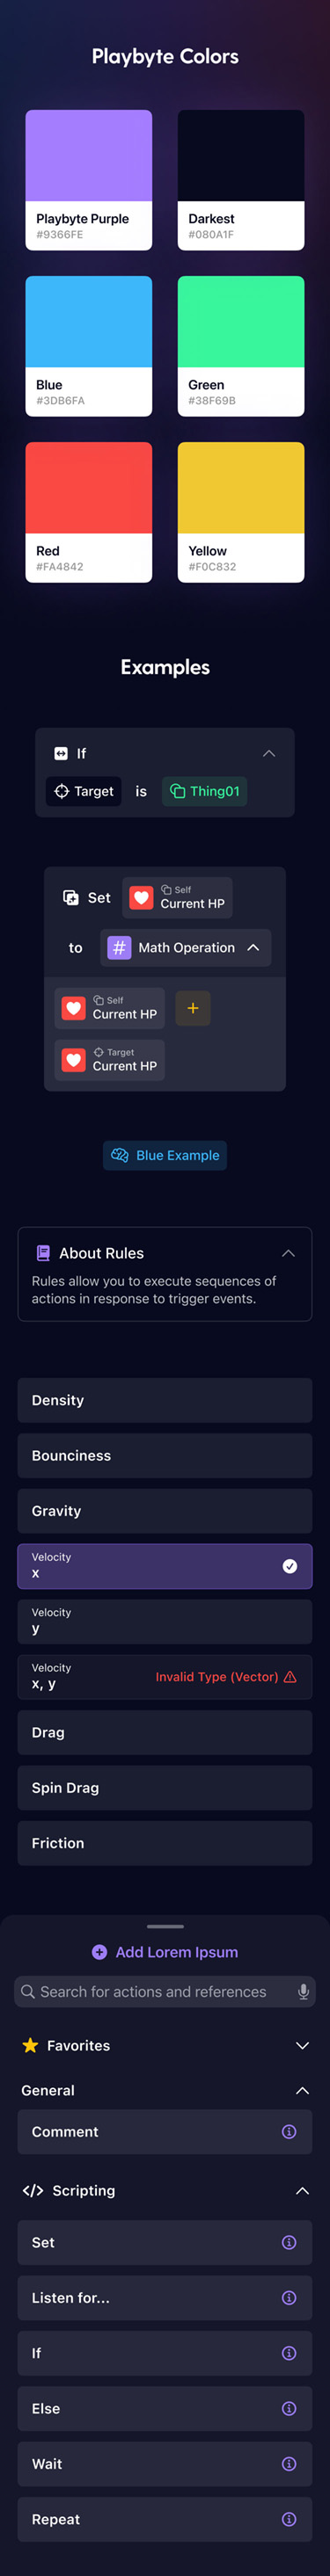 Playbyte Colors
Playbyte Purple
#9366FE
Darkest
#080A1F
Blue
#3DB6FA
Green
#38F69B
Red
#FA4842
Yellow
#F0C832
Examples
If
Target is Thing01
Set Self
Current HP
to # Math Operation
Self
Current HP
+
Target
Current HP
Blue Example
About Rules
Rules allow you to execute sequences of
actions in response to trigger events.
Density
Bounciness
Gravity
Velocity
x
Velocity
y
Velocity
x, y
Invalid Type (Vector)
Drag
Spin Drag
Friction
Add Lorem Ipsum
Search for actions and references
Favorites
General
Comment
</> Scripting
Set
Listen for...
If
Else
Wait
Repeat